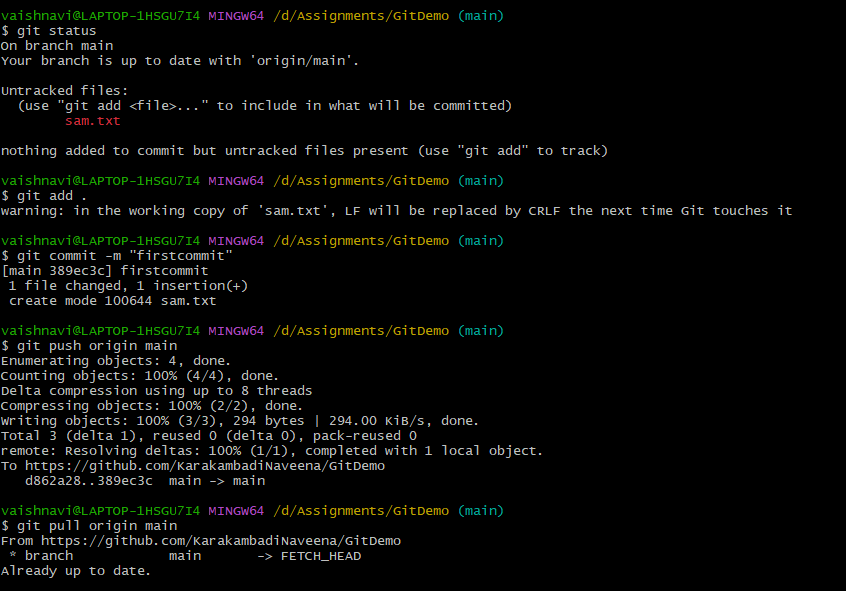 vaishnavi@LAPTOP-1HSGU7I4 MINGW64 /d/Assignments/GitDemo (main)
$ git status
On branch main
Your branch is up to date with 'origin/main'.

Untracked files:
  (use "git add <file>..." to include in what will be committed)
        sam.txt

nothing added to commit but untracked files present (use "git add" to track)

vaishnavi@LAPTOP-1HSGU7I4 MINGW64 /d/Assignments/GitDemo (main)
$ git add .
warning: in the working copy of 'sam.txt', LF will be replaced by CRLF the next time Git touches it

vaishnavi@LAPTOP-1HSGU7I4 MINGW64 /d/Assignments/GitDemo (main)
$ git commit -m "firstcommit"
[main 389ec3c] firstcommit
 1 file changed, 1 insertion(+)
 create mode 100644 sam.txt

vaishnavi@LAPTOP-1HSGU7I4 MINGW64 /d/Assignments/GitDemo (main)
$ git push origin main
Enumerating objects: 4, done.
Counting objects: 100% (4/4), done.
Delta compression using up to 8 threads
Compressing objects: 100% (2/2), done.
Writing objects: 100% (3/3), 294 bytes | 294.00 KiB/s, done.
Total 3 (delta 1), reused 0 (delta 0), pack-reused 0
remote: Resolving deltas: 100% (1/1), completed with 1 local object.
To https://github.com/KarakambadiNaveena/GitDemo
   d862a28..389ec3c  main -> main

vaishnavi@LAPTOP-1HSGU7I4 MINGW64 /d/Assignments/GitDemo (main)
$ git pull origin main
From https://github.com/KarakambadiNaveena/GitDemo
 * branch            main       -> FETCH_HEAD
Already up to date.